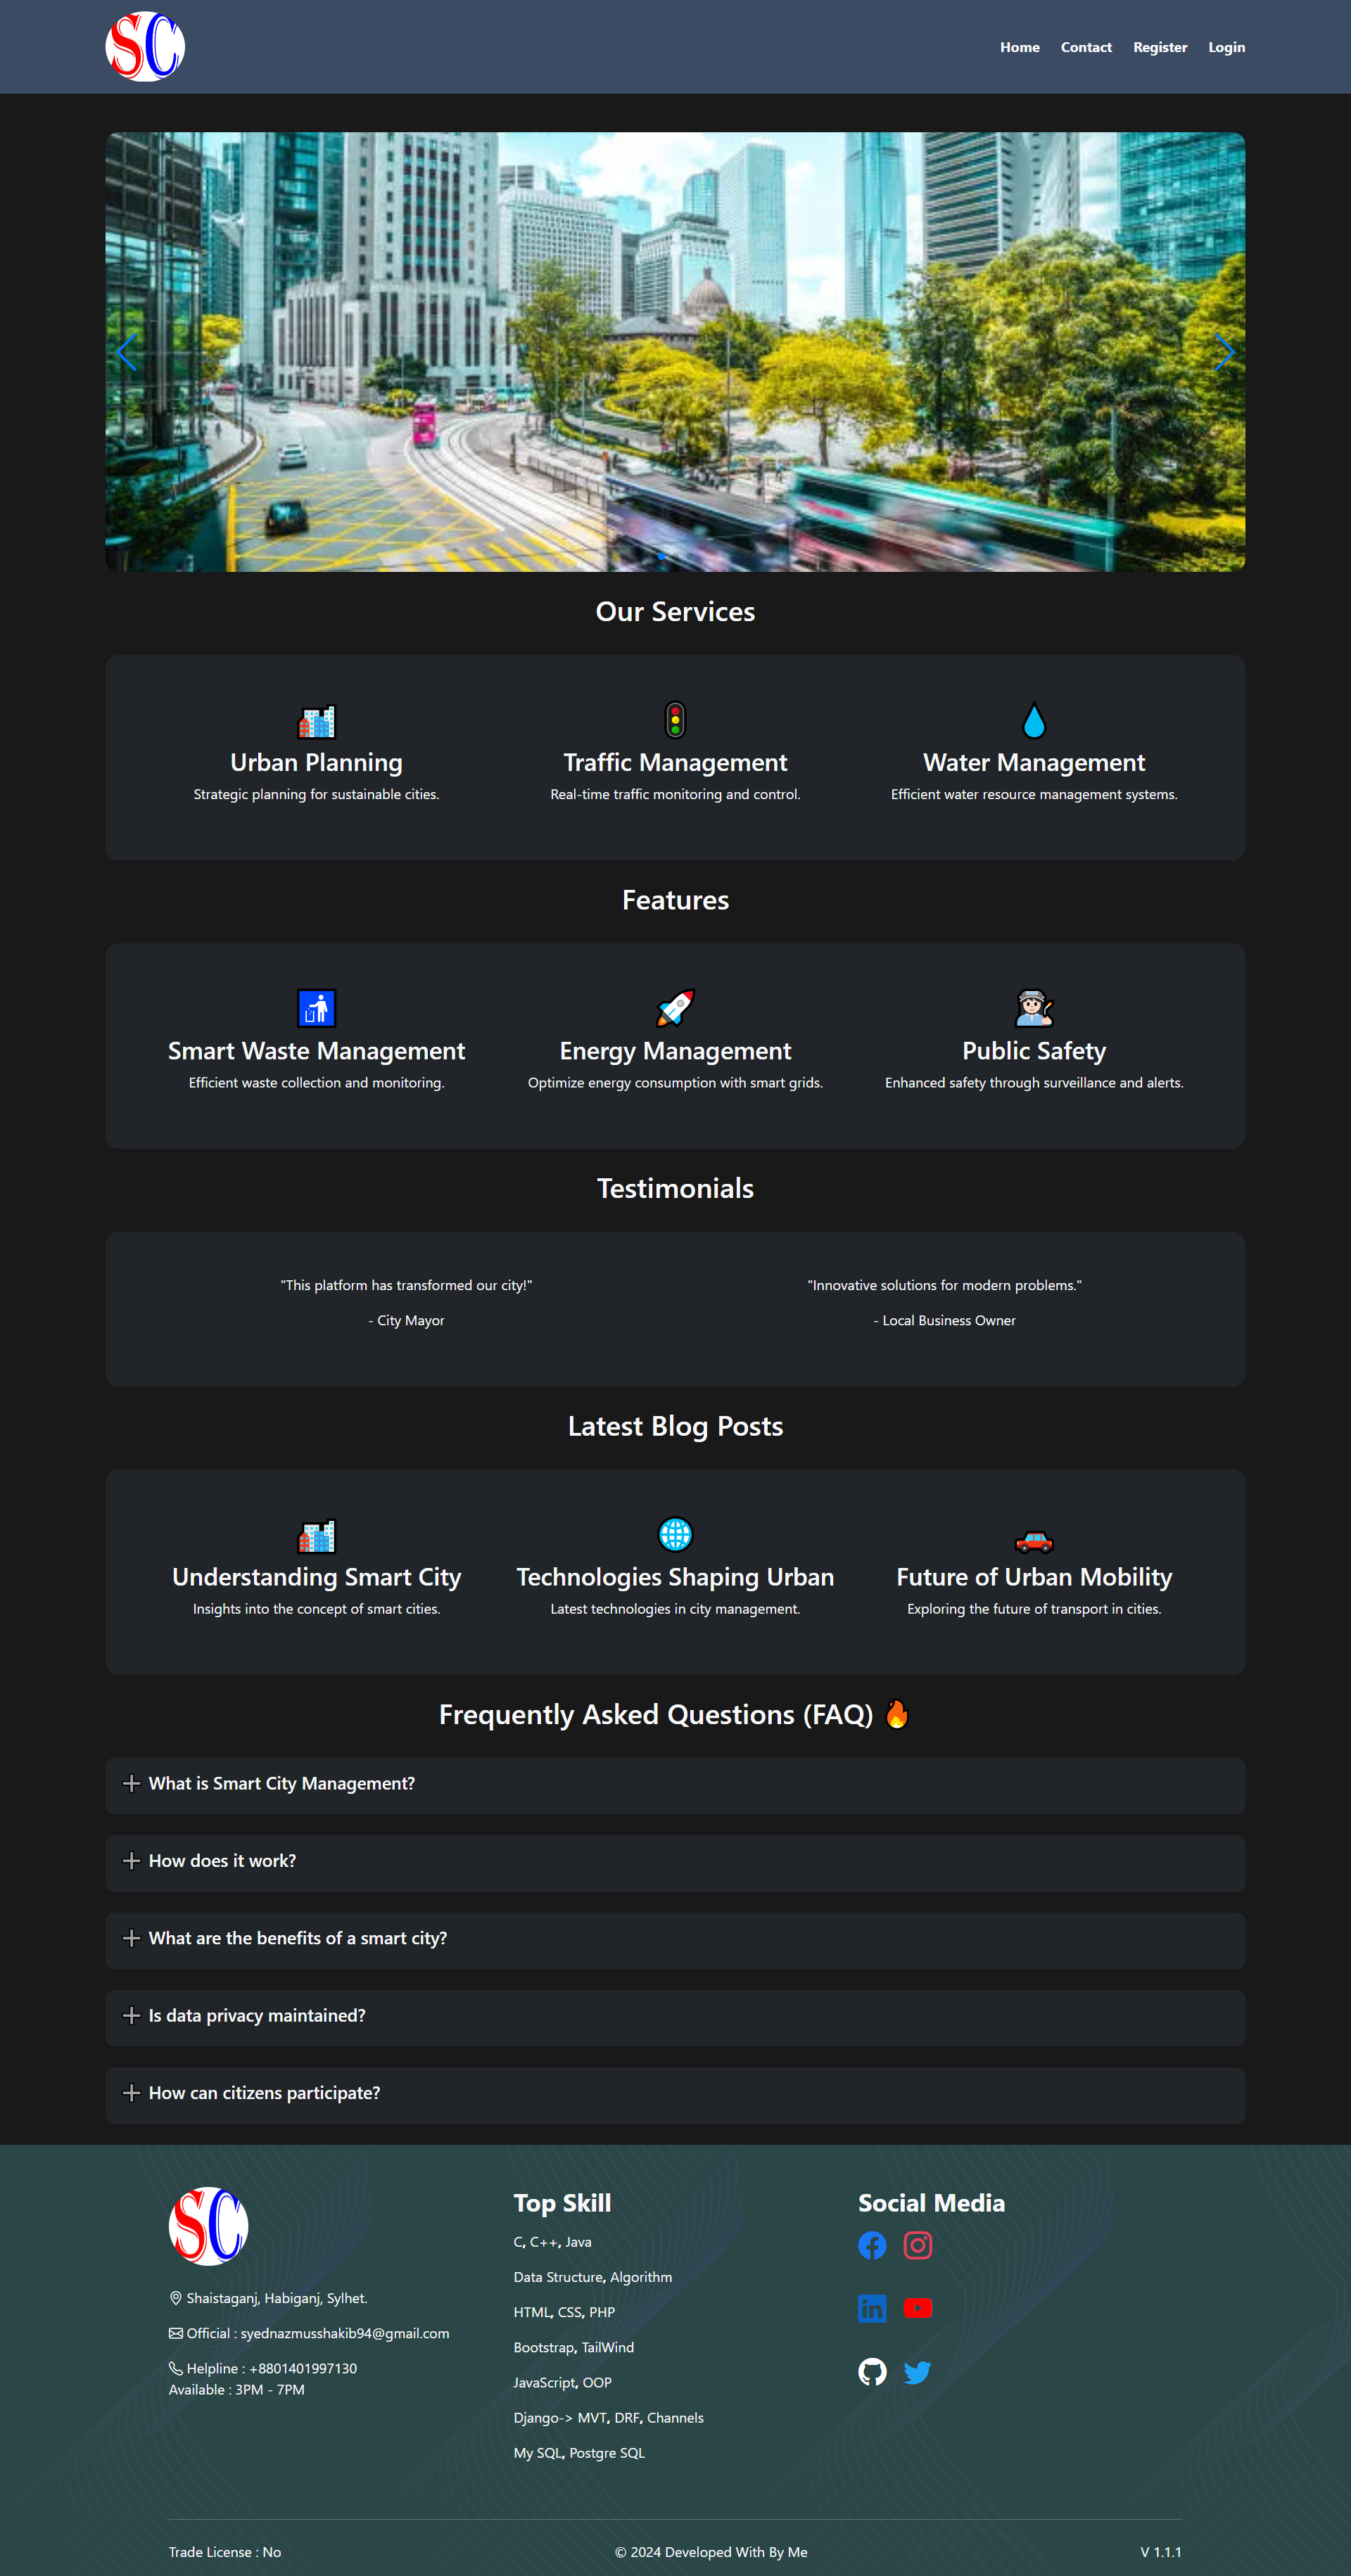 SC
Home Contact Register Login
Our Services
Urban Planning
Strategic planning for sustainable cities.
Traffic Management
Real-time traffic monitoring and control.
Water Management
Efficient water resource management systems.
Features
Smart Waste Management
Efficient waste collection and monitoring.
Energy Management
Optimize energy consumption with smart grids.
Public Safety
Enhanced safety through surveillance and alerts.
Testimonials
"This platform has transformed our city!"
- City Mayor
"Innovative solutions for modern problems."
- Local Business Owner
Latest Blog Posts
Understanding Smart City
Insights into the concept of smart cities.
Technologies Shaping Urban
Latest technologies in city management.
Future of Urban Mobility
Exploring the future of transport in cities.
Frequently Asked Questions (FAQ)
What is Smart City Management?
How does it work?
What are the benefits of a smart city?
Is data privacy maintained?
How can citizens participate?
SC
Shaistaganj, Habiganj, Sylhet.
Official : syednazmusshakib94@gmail.com
Helpline : +8801401997130
Available : 3PM - 7PM
Top Skill
C, C++, Java
Data Structure, Algorithm
HTML, CSS, PHP
Bootstrap, TailWind
JavaScript, OOP
Django-> MVT, DRF, Channels
My SQL, Postgre SQL
Social Media
in
Trade License : No
© 2024 Developed With By Me
V 1.1.1